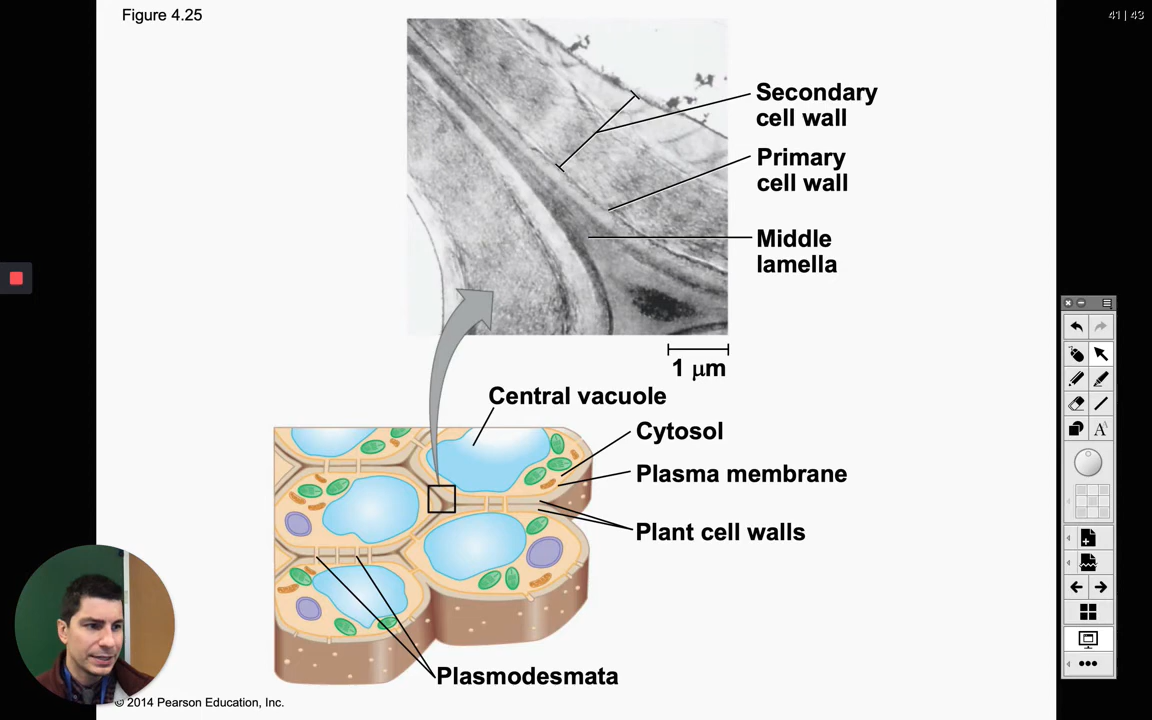 Figure 4.25
41 | 43
Secondary
cell wall
Primary
cell wall
Middle
lamella
1 μm
Central vacuole
Cytosol
Plasma membrane
Plant cell walls
Plasmodesmata
© 2014 Pearson Education, Inc.
A